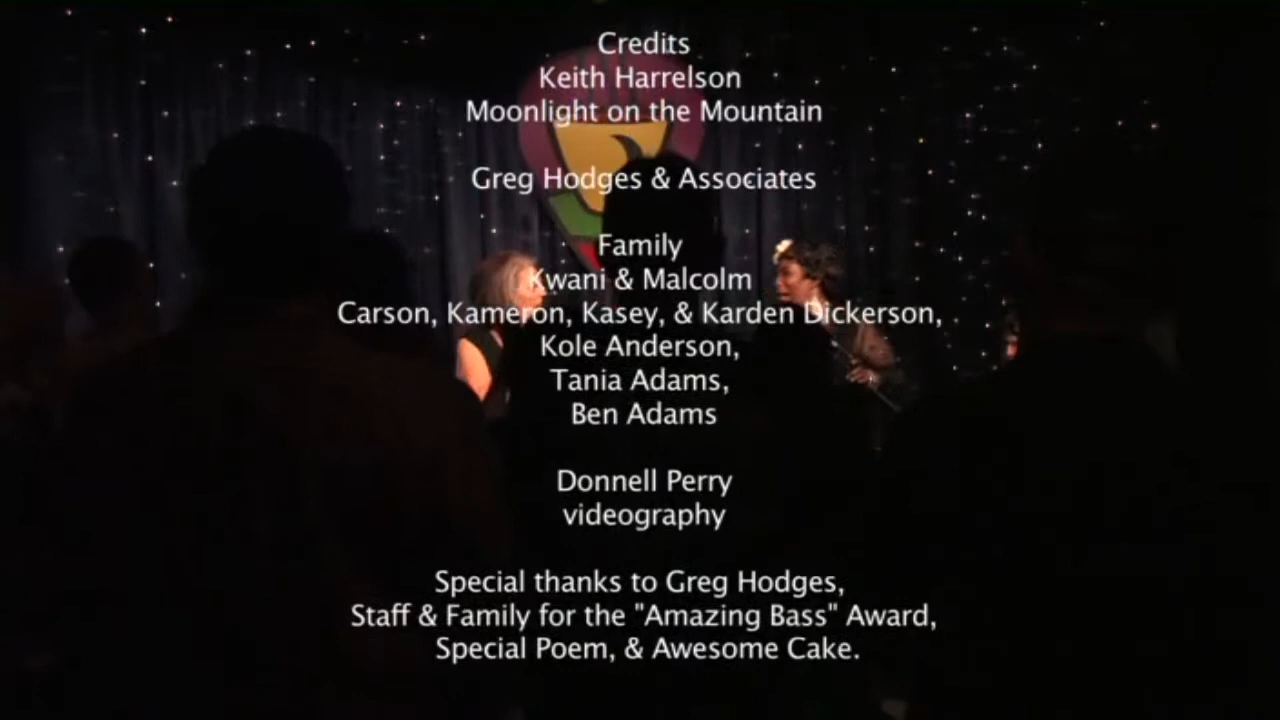 Credits
Keith Harrelson
Moonlight on the Mountain
Greg Hodges & Associates
Family
Kwani & Malcolm
Carson, Kameron, Kasey, & Karden Dickerson,
Kole Anderson,
Tania Adams,
Ben Adams
Donnell Perry
videography
Special thanks to Greg Hodges,
Staff & Family for the "Amazing Bass" Award,
Special Poem, & Awesome Cake.